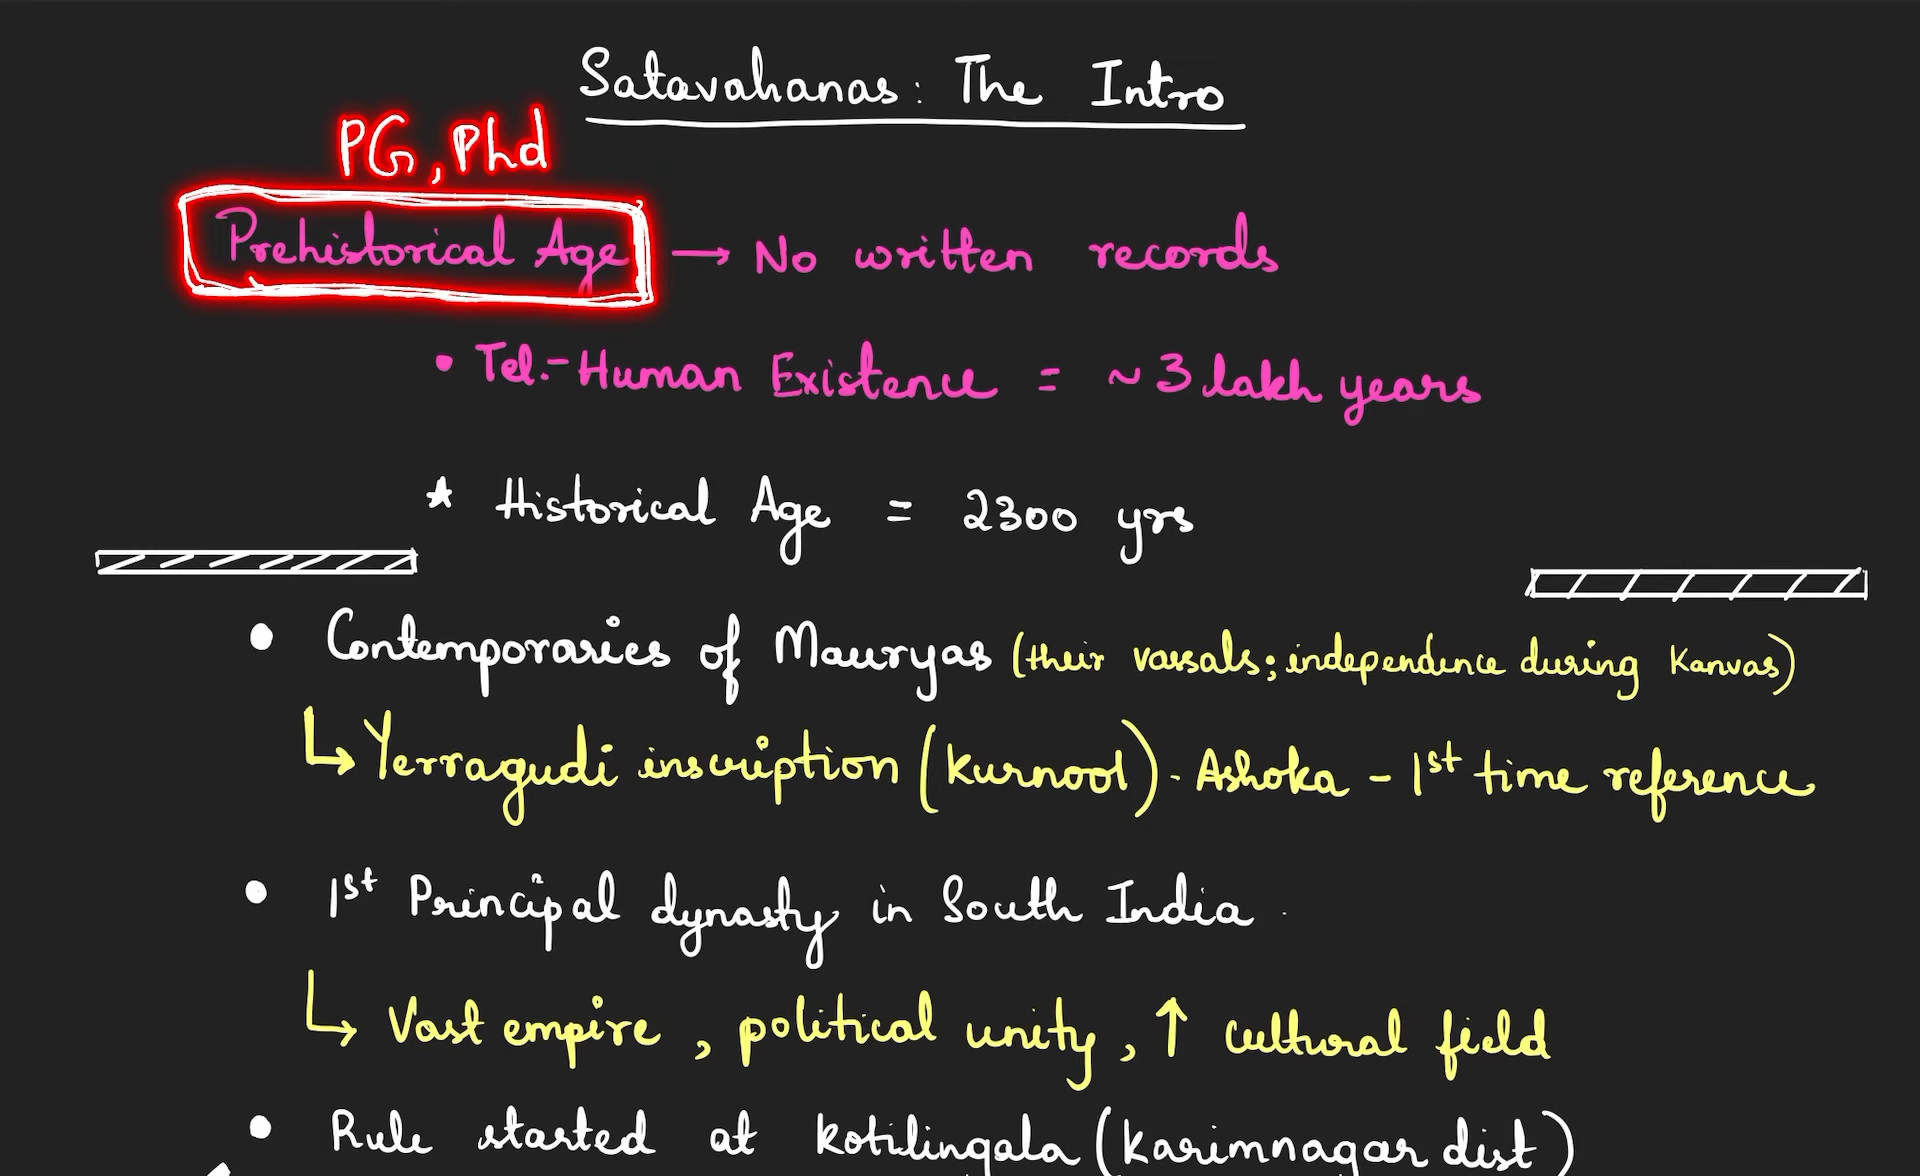 Satavahanas: The Intro
PG, Phd
Prehistorical Age → No written records
• Tel.- Human Existence = ~ 3 lakh years
* Historical Age = 2300 yrs
• Contemporaries of Mauryas (their vassals; independence during Kanvas)
↳ Yerragudi inscription (Kurnool). Ashoka - 1st time reference
• 1st Principal dynasty in South India.
↳ Vast empire, political unity, ↑ cultural field
• Rule started at Kotilingala (Karimnagar dist)